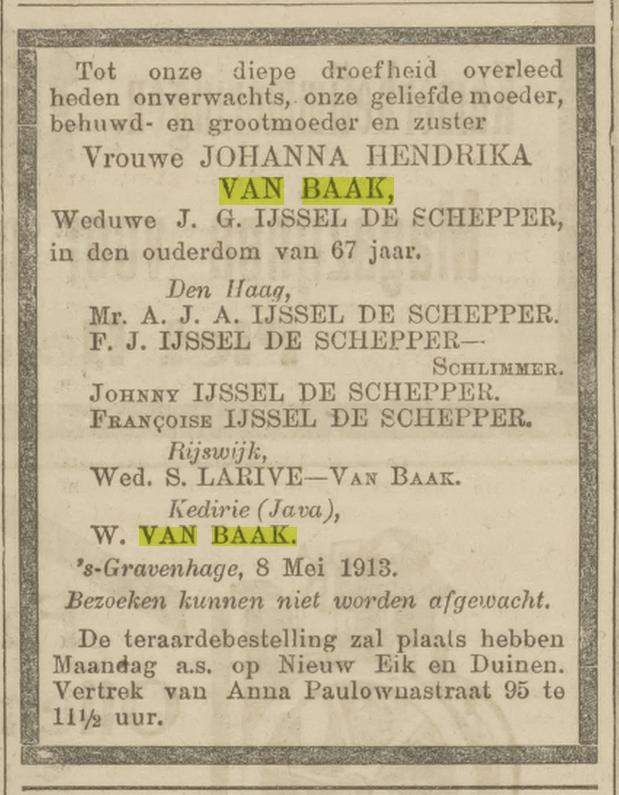 Tot onze diepe droefheid overleed
heden onverwachts, onze geliefde moeder,
behuwd- en grootmoeder en zuster
Vrouwe JOHANNA HENDRIKA
VAN BAAK,
Weduwe J. G. IJSSEL DE SCHEPPER,
in den ouderdom van 67 jaar.
Den Haag,
Mr. A. J. A. IJSSEL DE SCHEPPER.
F. J. IJSSEL DE SCHEPPER—
SCHLIMMER.
JOHNNY IJSSEL DE SCHEPPER.
FRANÇOISE IJSSEL DE SCHEPPER.
Rijswijk,
Wed. S. LARIVE—VAN BAAK.
Kedirie (Java),
W. VAN BAAK.
's-Gravenhage, 8 Mei 1913.
Bezoeken kunnen niet worden afgewacht.
De teraardebestelling zal plaats hebben
Maandag a.s. op Nieuw Eik en Duinen.
Vertrek van Anna Paulownastraat 95 te
11½ uur.